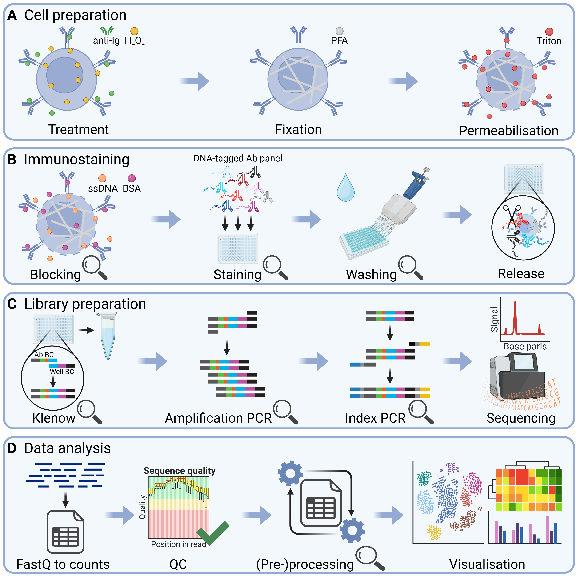 A Cell preparation
anti-Ig H₂O₂
PFA
Triton
Treatment
Fixation
Permeabilisation
B Immunostaining
DNA-tagged Ab panel
ssDNA BSA
Blocking
Staining
Washing
Release
C Library preparation
Ab BC
Well BC
Signal
Base paris
Klenow
Amplification PCR
Index PCR
Sequencing
D Data analysis
Sequence quality
Quality
Position in read
FastQ to counts
QC
(Pre-)processing
Visualisation